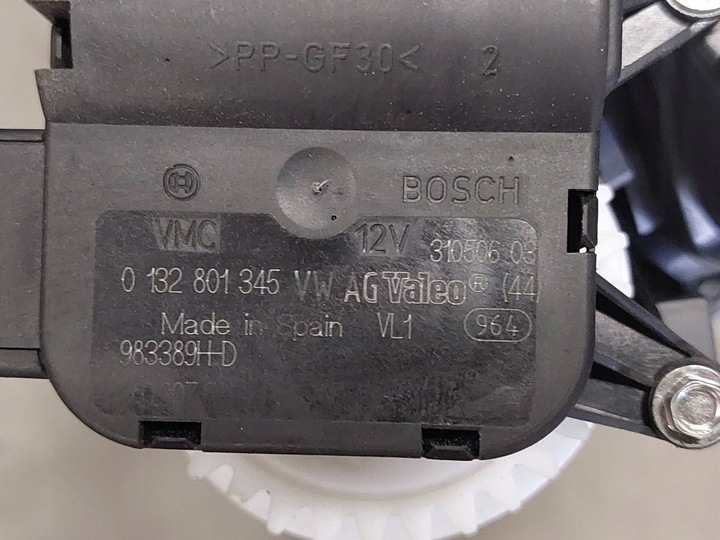 >PP-GF30< 2
BOSCH
VMC 12V 310506 03
0 132 801 345 VW AG Valeo® (44)
Made in Spain VL1 964
983389H-D